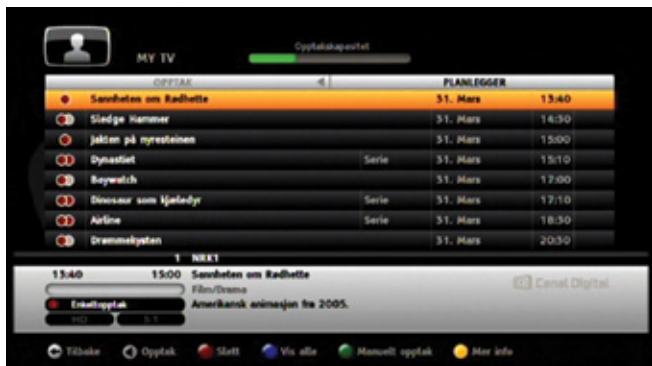 Opptakskapasitet
MY TV
OPPTAK PLANLEGGER
Sannheten om Rødhette 31. Mars 13:40
Sledge Hammer 31. Mars 14:30
Jakten på nyresteinen 31. Mars 15:00
Dynastiet Serie 31. Mars 15:10
Baywatch 31. Mars 17:00
Dinosaur som kjæledyr Serie 31. Mars 17:10
Airline Serie 31. Mars 18:30
Drømmekysten 31. Mars 20:30
1 NRK1
13:40 15:00 Sannheten om Rødhette
Film/Drama
Canal Digital
Enkeltopptak Amerikansk animasjon fra 2005.
HD 5:1
Tilbake Opptak Slett Vis alle Manuelt opptak Mer info